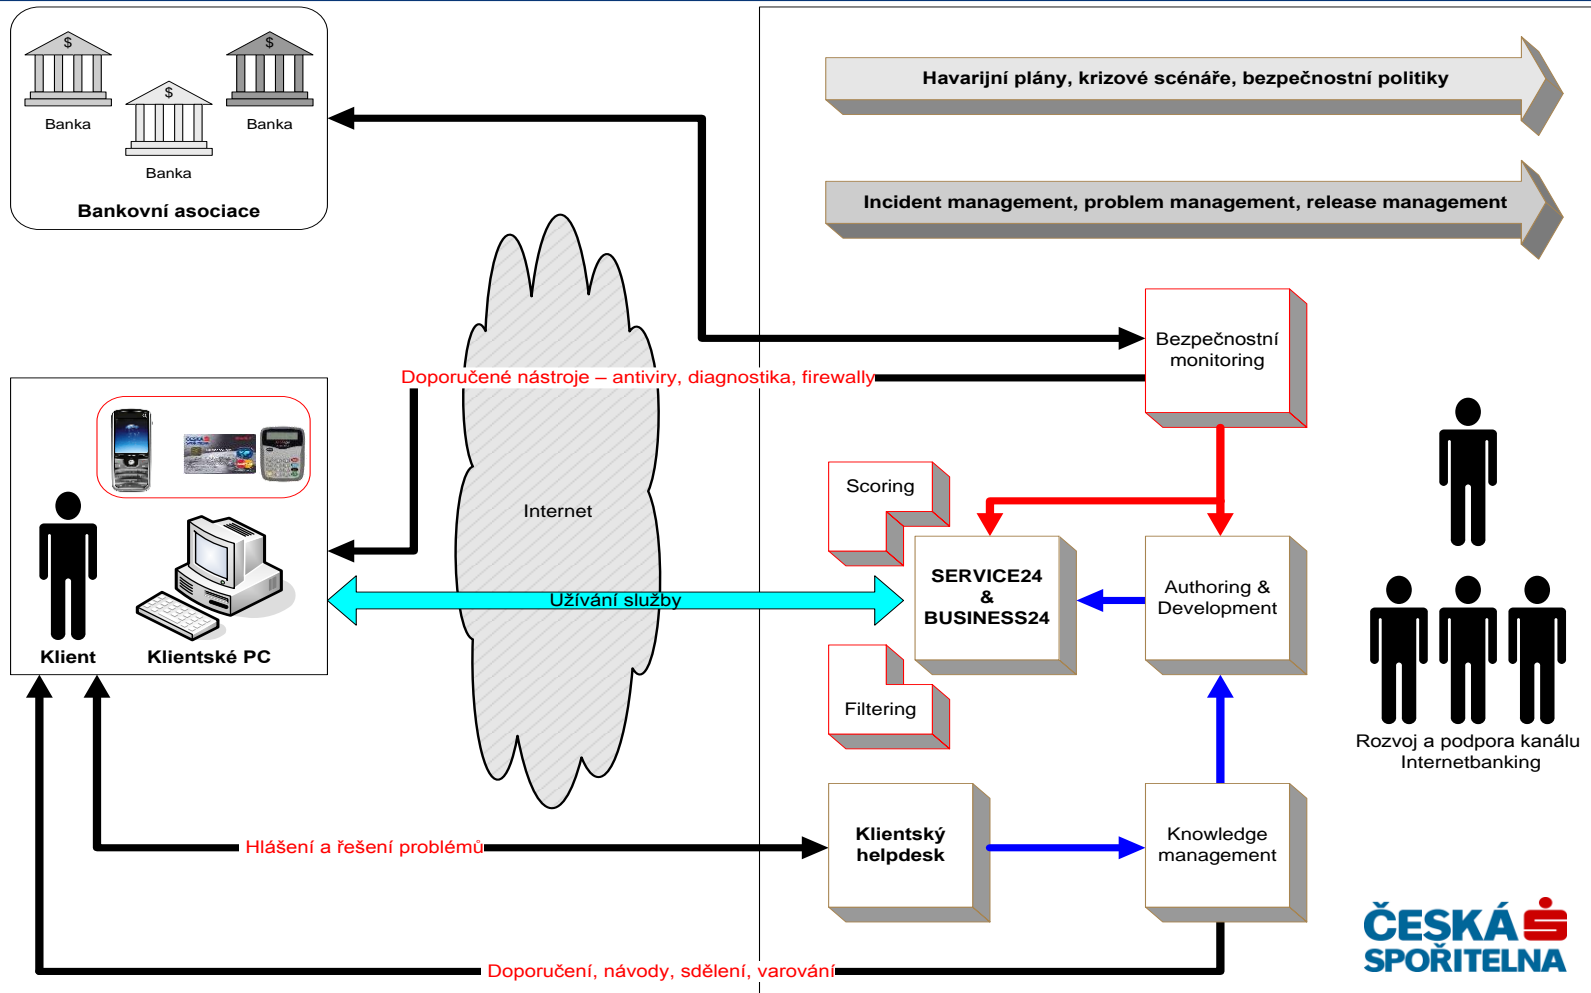 $
$
$
Banka
Banka
Banka
Bankovní asociace
Havarijní plány, krizové scénáře, bezpečnostní politiky
Incident management, problem management, release management
Bezpečnostní
monitoring
Doporučené nástroje – antiviry, diagnostika, firewally
ČESKÁ
SPOŘITELNA
Scoring
Internet
SERVICE24
&
BUSINESS24
Authoring &
Development
Užívání služby
Klient
Klientské PC
Filtering
Rozvoj a podpora kanálu
Internetbanking
Klientský
helpdesk
Knowledge
management
Hlášení a řešení problémů
Doporučení, návody, sdělení, varování
ČESKÁ
SPOŘITELNA